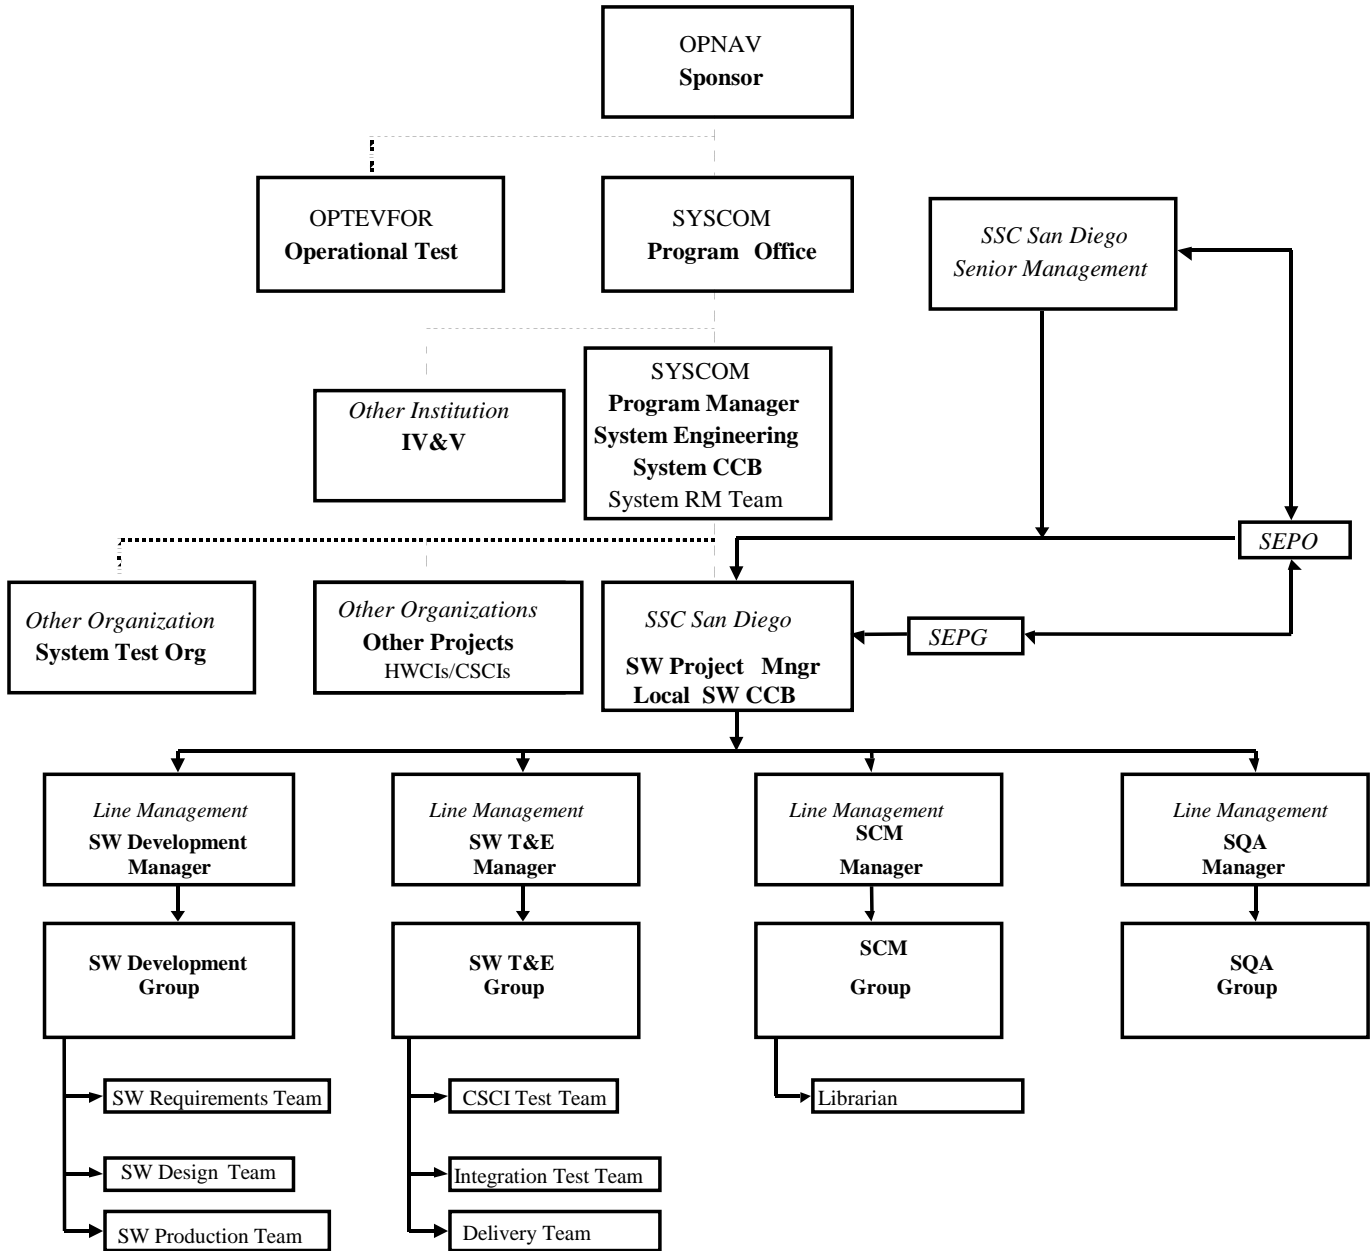 OPNAV
Sponsor
OPTEVFOR
Operational Test
SYSCOM
Program Office
SSC San Diego
Senior Management
Other Institution
IV&V
SYSCOM
Program Manager
System Engineering
System CCB
System RM Team
SEPO
Other Organization
System Test Org
Other Organizations
Other Projects
HWCIs/CSCIs
SSC San Diego
SW Project Mngr
Local SW CCB
SEPG
Line Management
SW Development
Manager
Line Management
SW T&E
Manager
Line Management
SCM
Manager
Line Management
SQA
Manager
SW Development
Group
SW T&E
Group
SCM
Group
SQA
Group
SW Requirements Team
CSCI Test Team
Librarian
SW Design Team
Integration Test Team
SW Production Team
Delivery Team